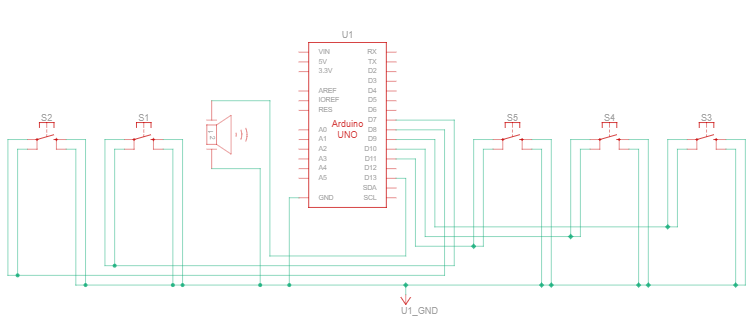 U1
VIN
5V
3.3V
AREF
IOREF
RES
A0
A1
A2
A3
A4
A5
GND
Arduino
UNO
RX
TX
D2
D3
D4
D5
D6
D7
D8
D9
D10
D11
D12
D13
SDA
SCL
S2
S1
1 2
S5
S4
S3
U1_GND